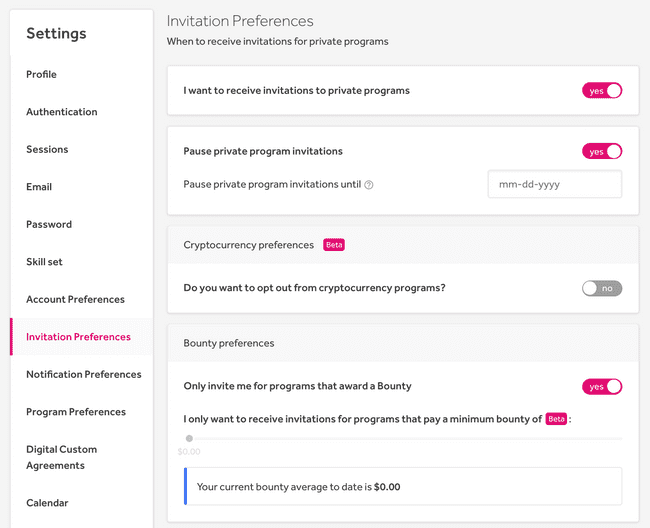 Settings
Profile
Authentication
Sessions
Email
Password
Skill set
Account Preferences
Invitation Preferences
Notification Preferences
Program Preferences
Digital Custom
Agreements
Calendar
Invitation Preferences
When to receive invitations for private programs
I want to receive invitations to private programs yes
Pause private program invitations yes
Pause private program invitations until ? mm-dd-yyyy
Cryptocurrency preferences Beta
Do you want to opt out from cryptocurrency programs? no
Bounty preferences
Only invite me for programs that award a Bounty yes
I only want to receive invitations for programs that pay a minimum bounty of Beta :
$0.00
Your current bounty average to date is $0.00